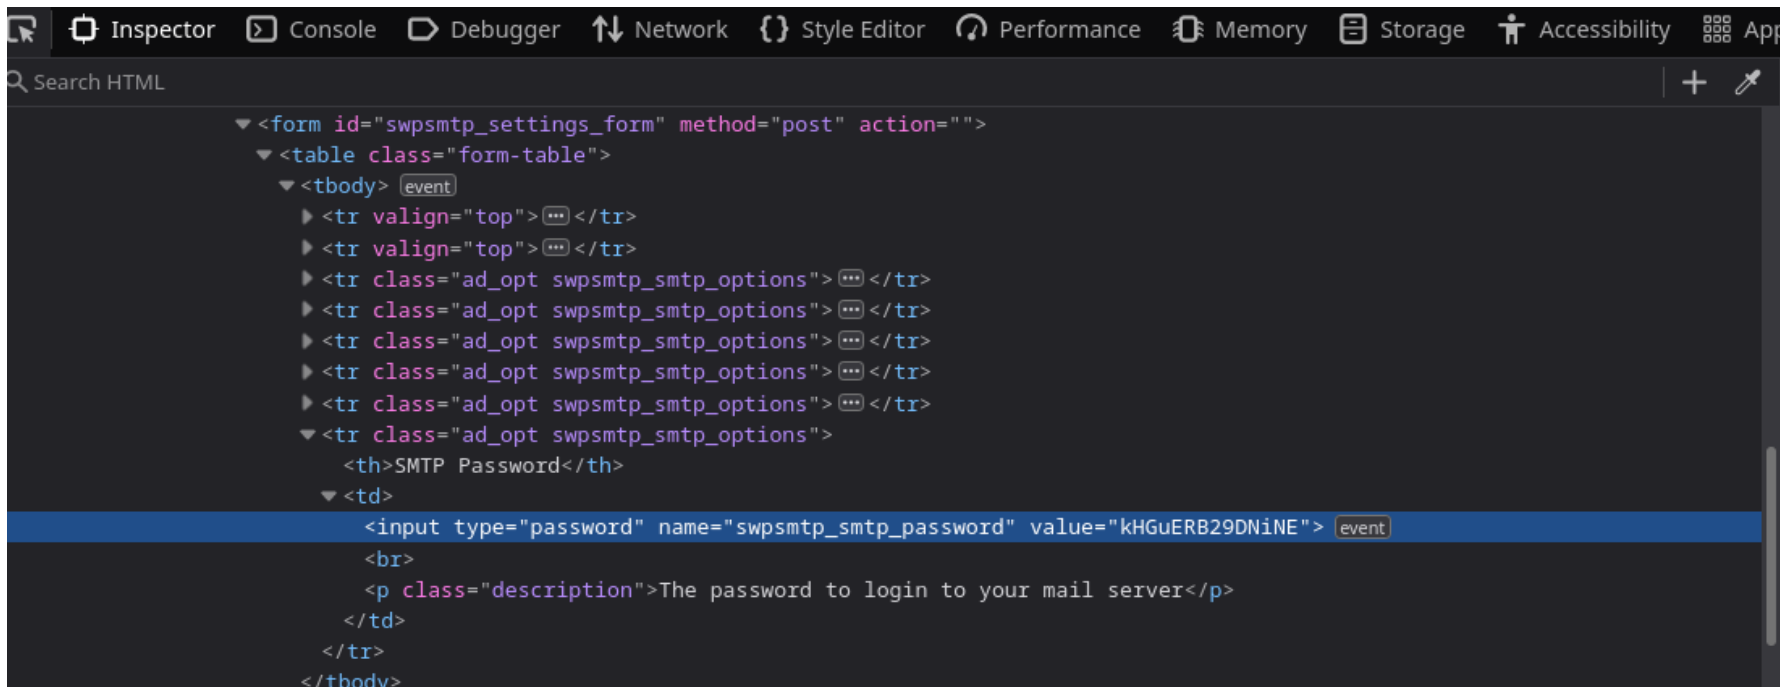 Inspector Console Debugger Network {} Style Editor Performance Memory Storage Accessibility App
Search HTML
<form id="swpsmtp_settings_form" method="post" action="">
<table class="form-table">
<tbody> event
<tr valign="top">···</tr>
<tr valign="top">···</tr>
<tr class="ad_opt swpsmtp_smtp_options">···</tr>
<tr class="ad_opt swpsmtp_smtp_options">···</tr>
<tr class="ad_opt swpsmtp_smtp_options">···</tr>
<tr class="ad_opt swpsmtp_smtp_options">···</tr>
<tr class="ad_opt swpsmtp_smtp_options">···</tr>
<tr class="ad_opt swpsmtp_smtp_options">
<th>SMTP Password</th>
<td>
<input type="password" name="swpsmtp_smtp_password" value="kHGuERB29DNiNE"> event
<br>
<p class="description">The password to login to your mail server</p>
</td>
</tr>
</tbody>